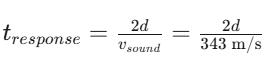 $t_{response} = \frac{2d}{v_{sound}} = \frac{2d}{343 \text{ m/s}}$